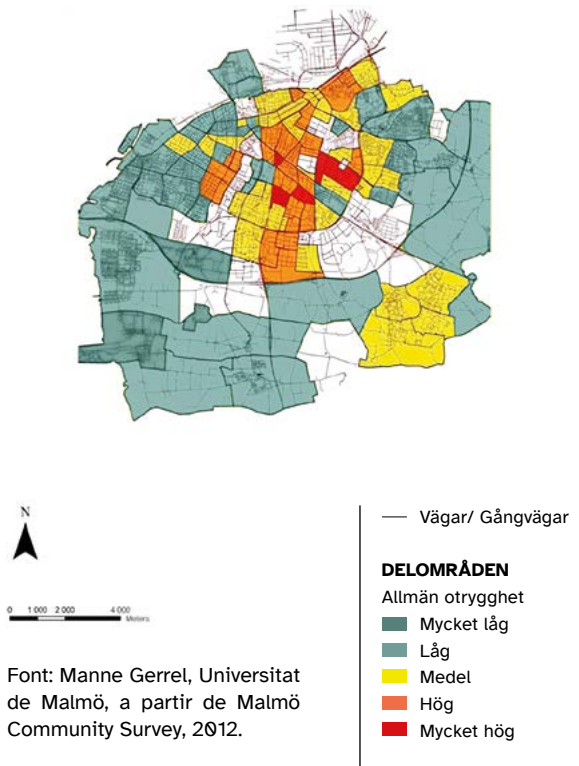 N
0 1 000 2 000 4 000
Meters
Font: Manne Gerrel, Universitat
de Malmö, a partir de Malmö
Community Survey, 2012.
Vägar/ Gångvägar
DELOMRÅDEN
Allmän otrygghet
Mycket låg
Låg
Medel
Hög
Mycket hög